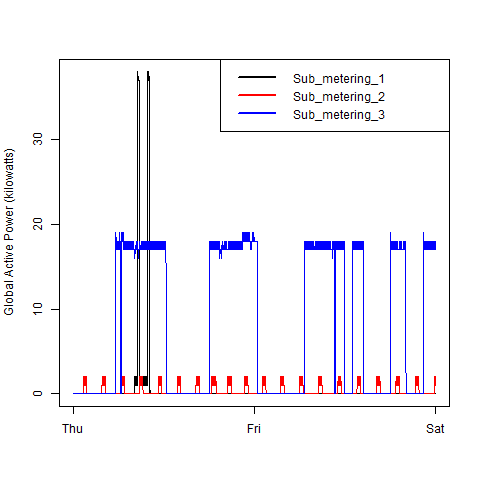 Sub_metering_1
Sub_metering_2
Sub_metering_3
Global Active Power (kilowatts)
30
20
10
0
Thu Fri Sat